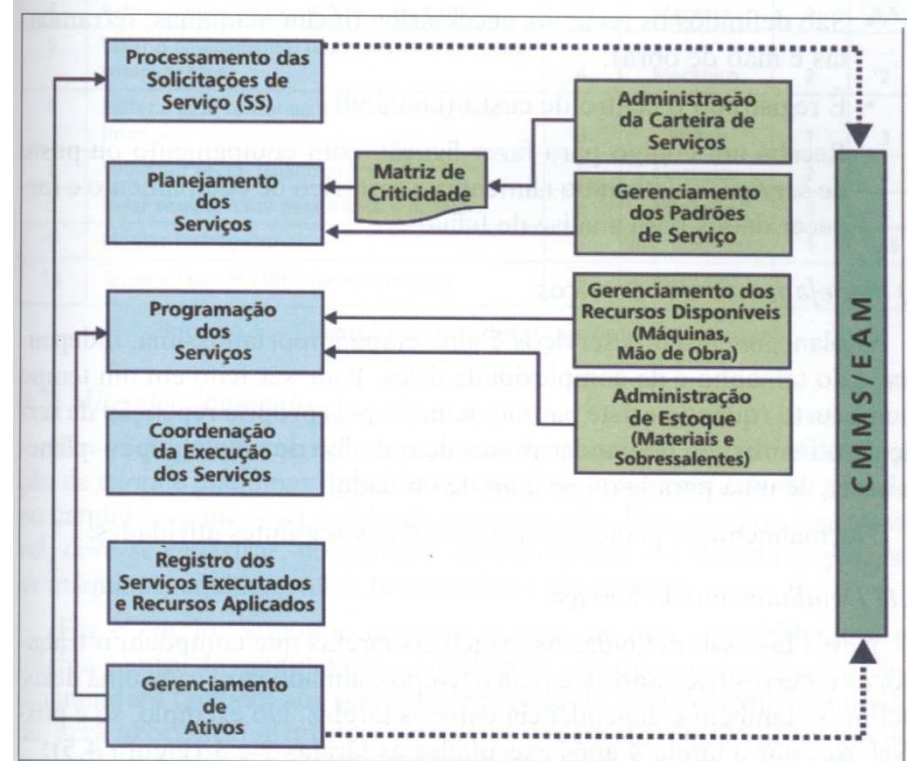 Processamento das
Solicitações de
Serviço (SS)
Administração
da Carteira de
Serviços
Planejanto
dos
Serviços
Matriz de
Criticidade
Gerenciamento
dos Padrões
de Serviço
Programação
dos
Serviços
Gerenciamento dos
Recursos Disponíveis
(Máquinas,
Mão de Obra)
Administração
de Estoque
(Materiais e
Sobressalentes)
Coordenação
da Execução
dos Serviços
Registro dos
Serviços Executados
e Recursos Aplicados
Gerenciamento
de
Ativos
CMMS/EAM